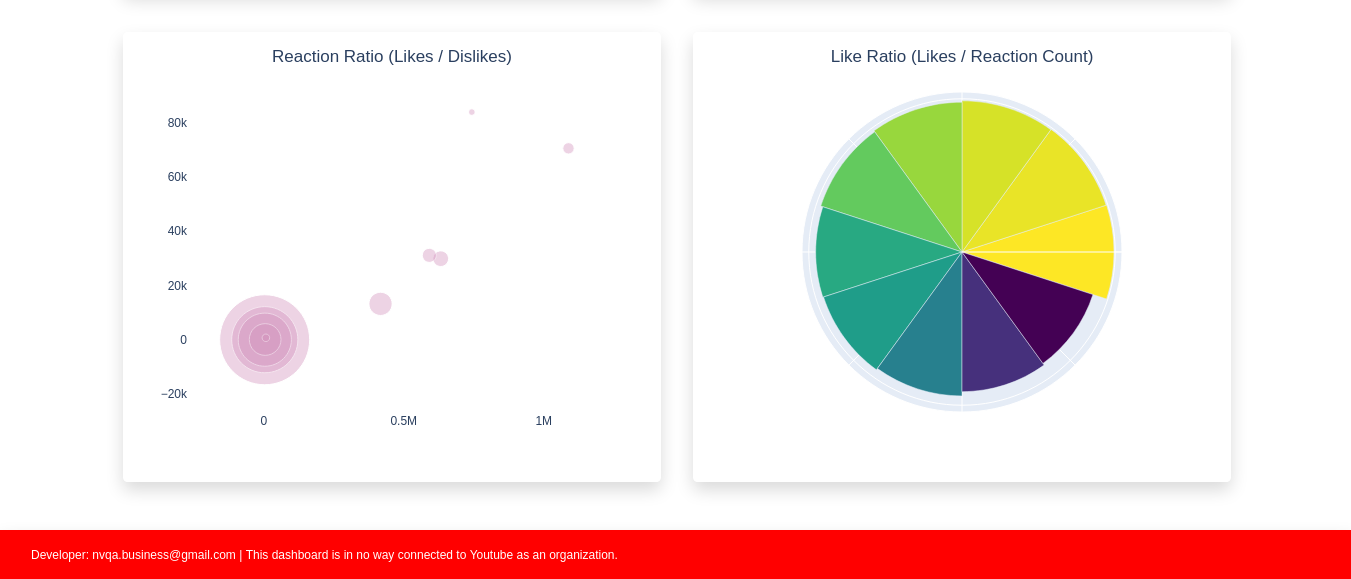 Reaction Ratio (Likes / Dislikes)
80k
60k
40k
20k
0
−20k
0 0.5M 1M
Like Ratio (Likes / Reaction Count)
Developer: nvqa.business@gmail.com | This dashboard is in no way connected to Youtube as an organization.